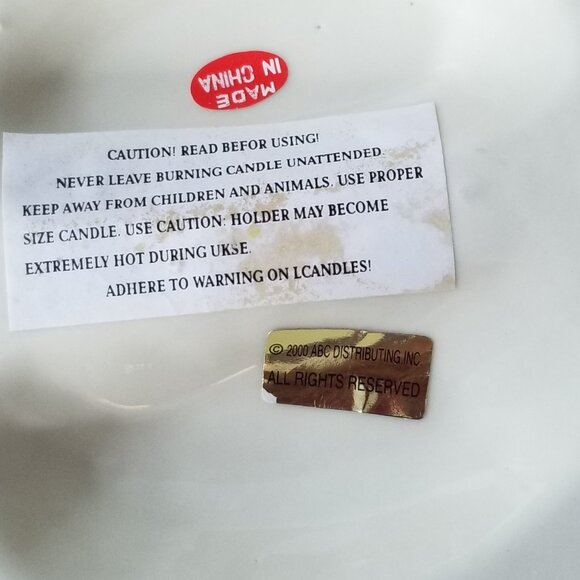 MADE
IN CHINA
CAUTION! READ BEFOR USING!
NEVER LEAVE BURNING CANDLE UNATTENDED.
KEEP AWAY FROM CHILDREN AND ANIMALS. USE PROPER
SIZE CANDLE. USE CAUTION: HOLDER MAY BECOME
EXTREMELY HOT DURING UKSE.
ADHERE TO WARNING ON LCANDLES!
© 2000 ABC DISTRIBUTING INC.
ALL RIGHTS RESERVED